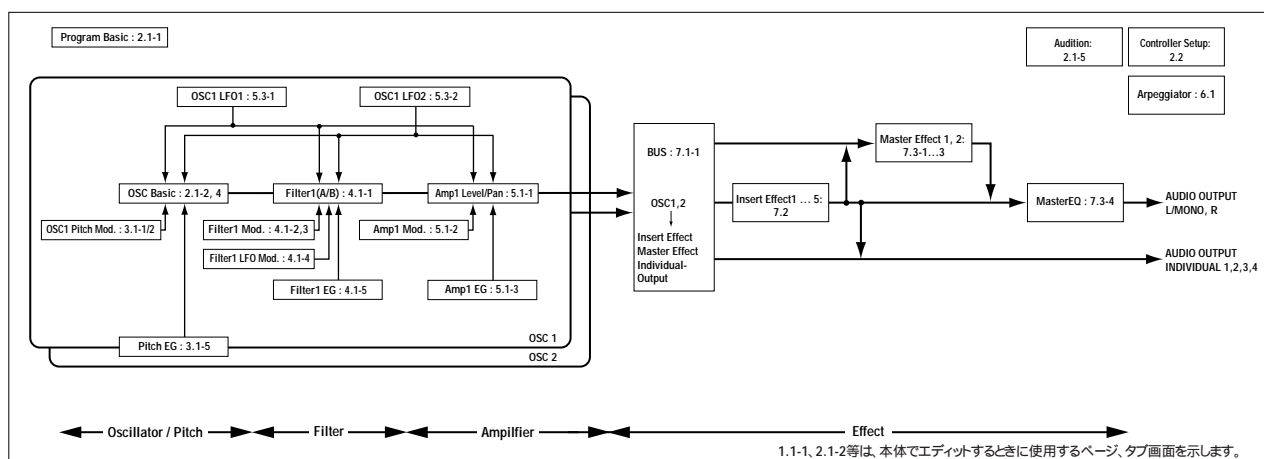 Program Basic : 2.1-1
Audition:
2.1-5
Controller Setup:
2.2
Arpeggiator : 6.1
OSC1 LFO1 : 5.3-1
OSC1 LFO2 : 5.3-2
OSC Basic : 2.1-2, 4
Filter1(A/B) : 4.1-1
Amp1 Level/Pan : 5.1-1
OSC1 Pitch Mod. : 3.1-1/2
Filter1 Mod. : 4.1-2,3
Amp1 Mod. : 5.1-2
Filter1 LFO Mod. : 4.1-4
Filter1 EG : 4.1-5
Amp1 EG : 5.1-3
Pitch EG : 3.1-5
OSC 1
OSC 2
BUS : 7.1-1
OSC1,2
Insert Effect
Master Effect
Individual-
Output
Insert Effect1 ... 5:
7.2
Master Effect 1, 2:
7.3-1...3
MasterEQ : 7.3-4
AUDIO OUTPUT
L/MONO, R
AUDIO OUTPUT
INDIVIDUAL 1,2,3,4
Oscillator / Pitch
Filter
Ampilfier
Effect
1.1-1、2.1-2等は、本体でエディットするときに使用するページ、タブ画面を示します。